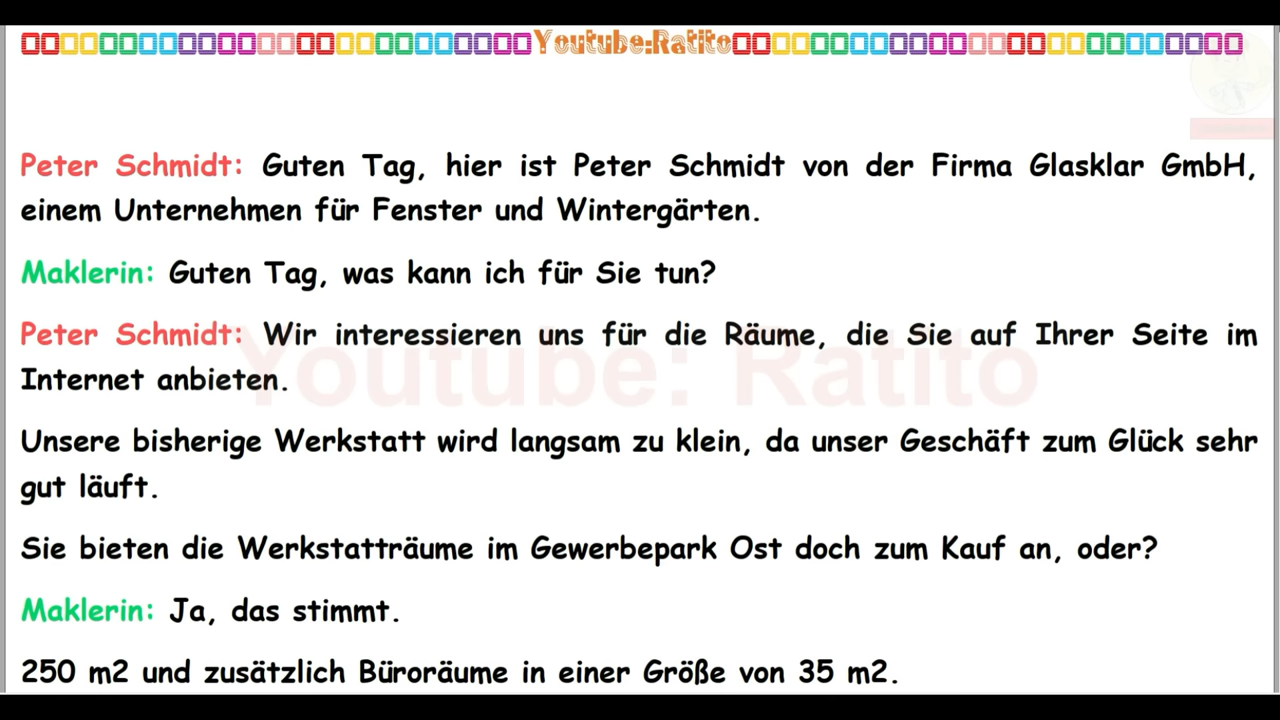 Youtube:Ratito
Peter Schmidt: Guten Tag, hier ist Peter Schmidt von der Firma Glasklar GmbH,
einem Unternehmen für Fenster und Wintergärten.
Maklerin: Guten Tag, was kann ich für Sie tun?
Peter Schmidt: Wir interessieren uns für die Räume, die Sie auf Ihrer Seite im
Internet anbieten.
Youtube: Ratito
Unsere bisherige Werkstatt wird langsam zu klein, da unser Geschäft zum Glück sehr
gut läuft.
Sie bieten die Werkstatträume im Gewerbepark Ost doch zum Kauf an, oder?
Maklerin: Ja, das stimmt.
250 m2 und zusätzlich Büroräume in einer Größe von 35 m2.